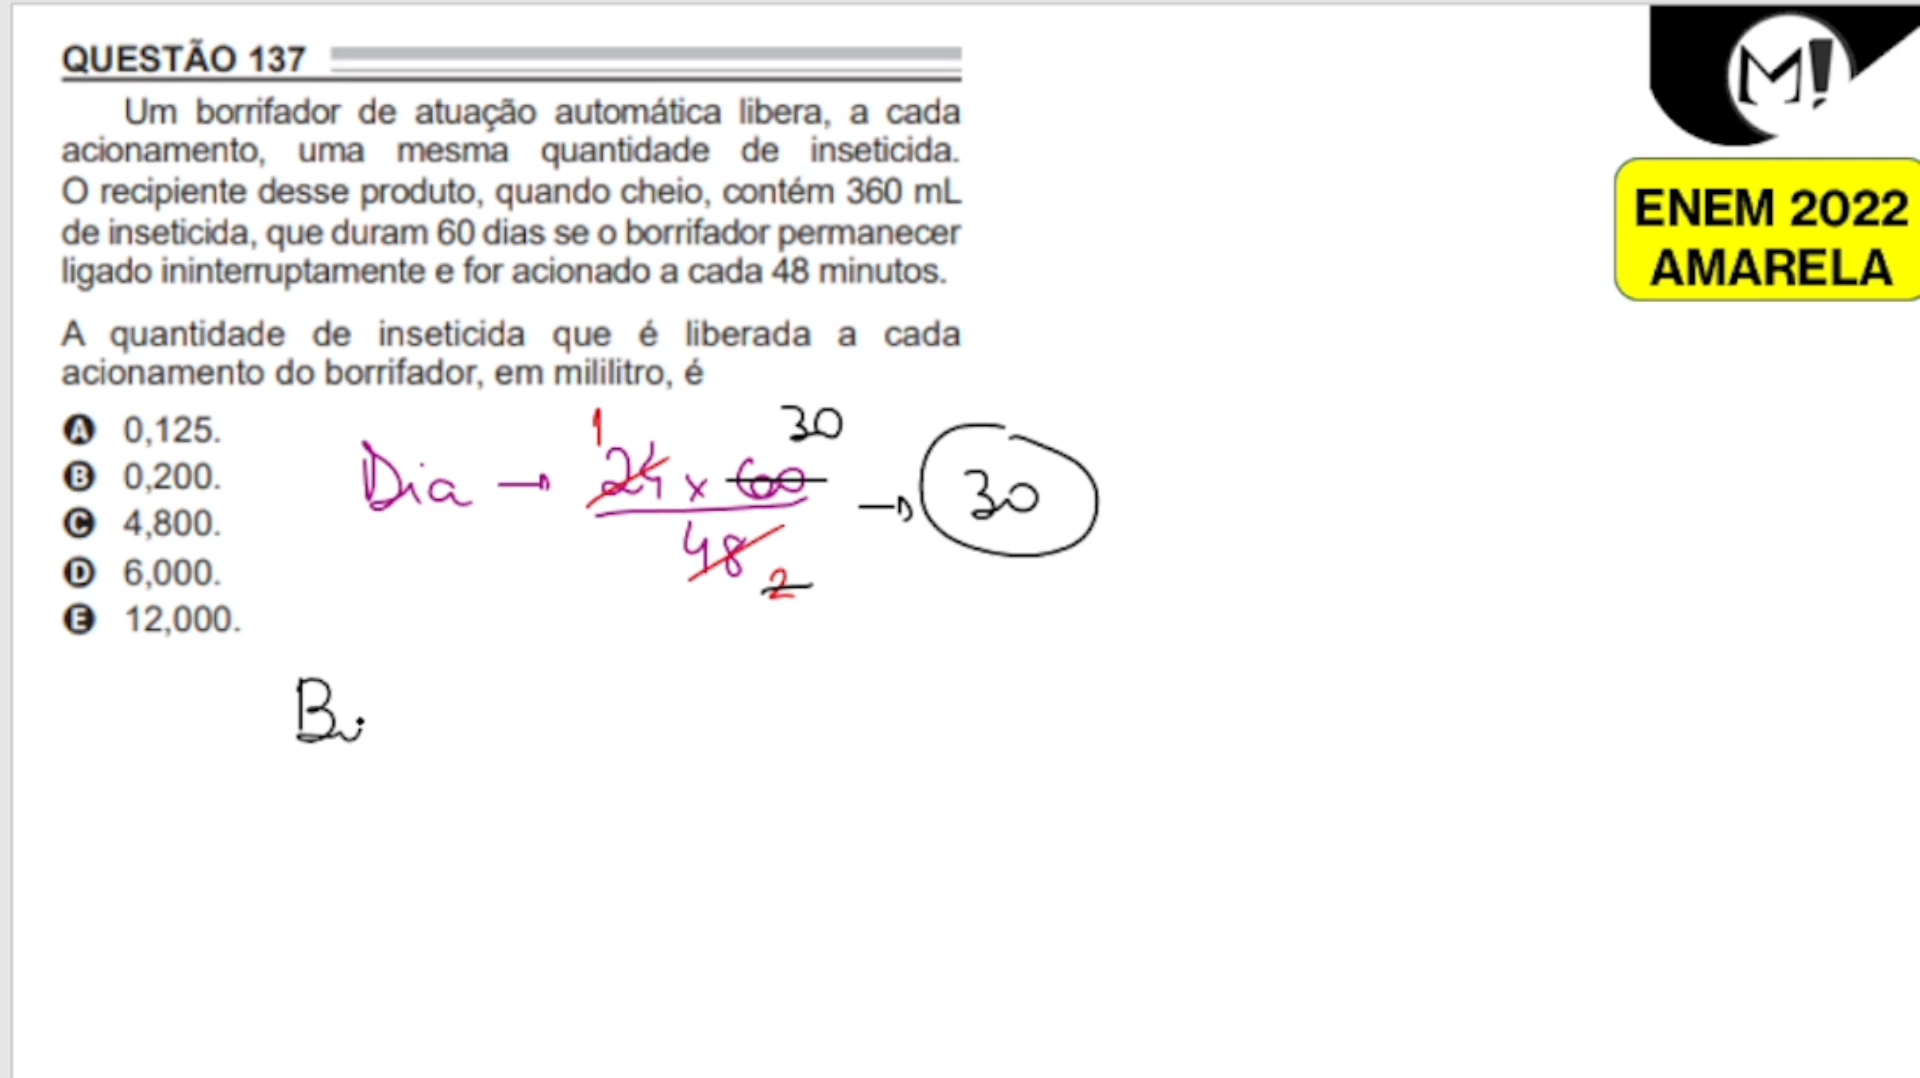 QUESTÃO 137
Um borrifador de atuação automática libera, a cada
acionamento, uma mesma quantidade de inseticida.
O recipiente desse produto, quando cheio, contém 360 mL
de inseticida, que duram 60 dias se o borrifador permanecer
ligado ininterruptamente e for acionado a cada 48 minutos.
A quantidade de inseticida que é liberada a cada
acionamento do borrifador, em mililitro, é
A 0,125.
B 0,200.
C 4,800.
D 6,000.
E 12,000.
1 30
Dia → 24 x 60 → 30
48
2
M!
ENEM 2022
AMARELA